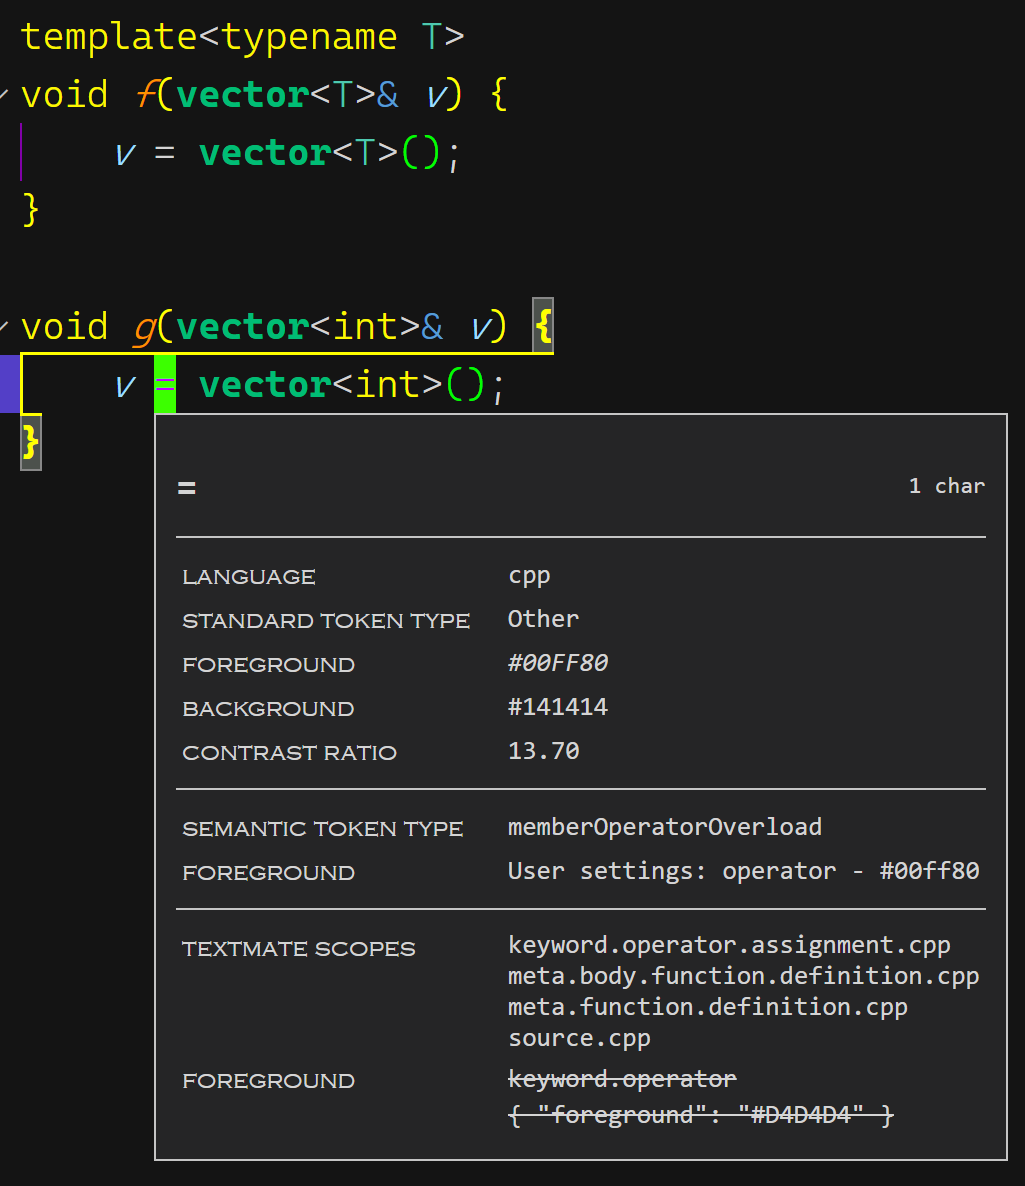 template<typename T>
void f(vector<T>& v) {
v = vector<T>();
}
void g(vector<int>& v) {
v = vector<int>();
}
= 1 char
LANGUAGE cpp
STANDARD TOKEN TYPE Other
FOREGROUND #00FF80
BACKGROUND #141414
CONTRAST RATIO 13.70
SEMANTIC TOKEN TYPE memberOperatorOverload
FOREGROUND User settings: operator - #00ff80
TEXTMATE SCOPES keyword.operator.assignment.cpp
meta.body.function.definition.cpp
meta.function.definition.cpp
source.cpp
FOREGROUND keyword.operator
{ "foreground": "#D4D4D4" }